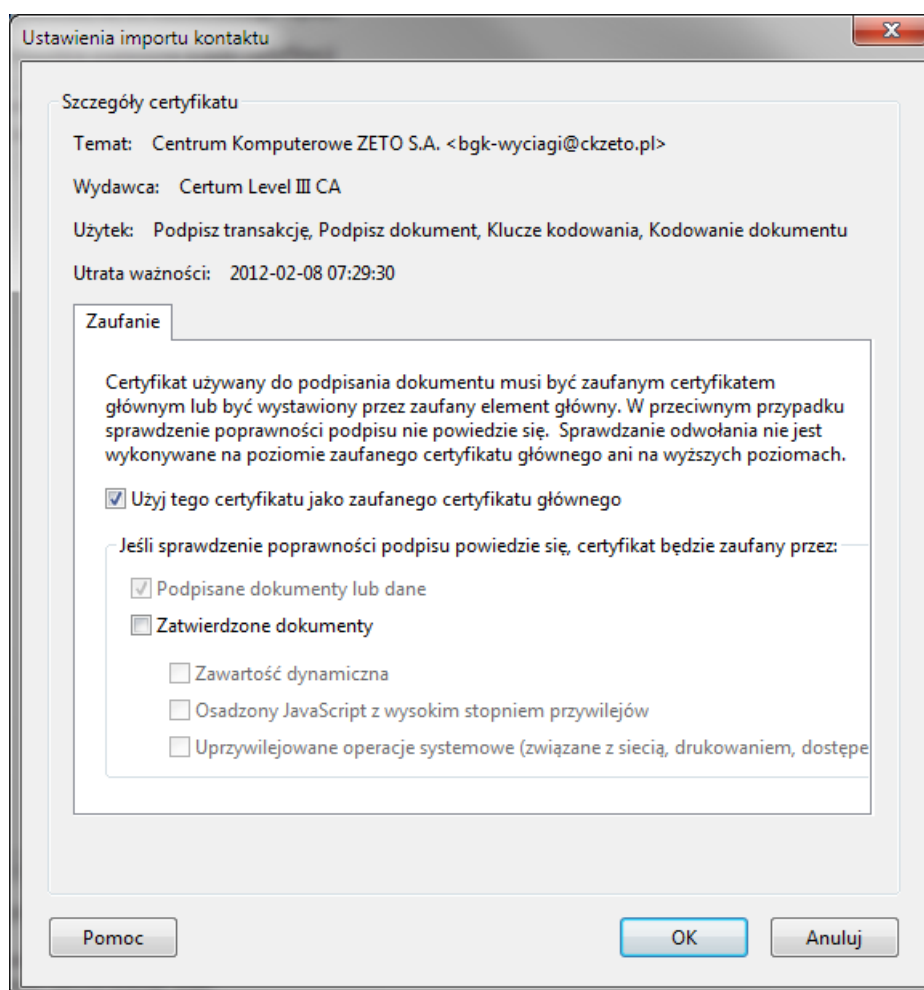 Ustawienia importu kontaktu
Szczegóły certyfikatu
Temat: Centrum Komputerowe ZETO S.A. <bgk-wyciagi@ckzeto.pl>
Wydawca: Certum Level III CA
Użytek: Podpisz transakcję, Podpisz dokument, Klucze kodowania, Kodowanie dokumentu
Utrata ważności: 2012-02-08 07:29:30
Zaufanie
Certyfikat używany do podpisania dokumentu musi być zaufanym certyfikatem
głównym lub być wystawiony przez zaufany element główny. W przeciwnym przypadku
sprawdzenie poprawności podpisu nie powiedzie się. Sprawdzanie odwołania nie jest
wykonywane na poziomie zaufanego certyfikatu głównego ani na wyższych poziomach.
Użyj tego certyfikatu jako zaufanego certyfikatu głównego
Jeśli sprawdzenie poprawności podpisu powiedzie się, certyfikat będzie zaufany przez:
Podpisane dokumenty lub dane
Zatwierdzone dokumenty
Zawartość dynamiczna
Osadzony JavaScript z wysokim stopniem przywilejów
Uprzywilejowane operacje systemowe (związane z siecią, drukowaniem, dostępe
Pomoc
OK
Anuluj